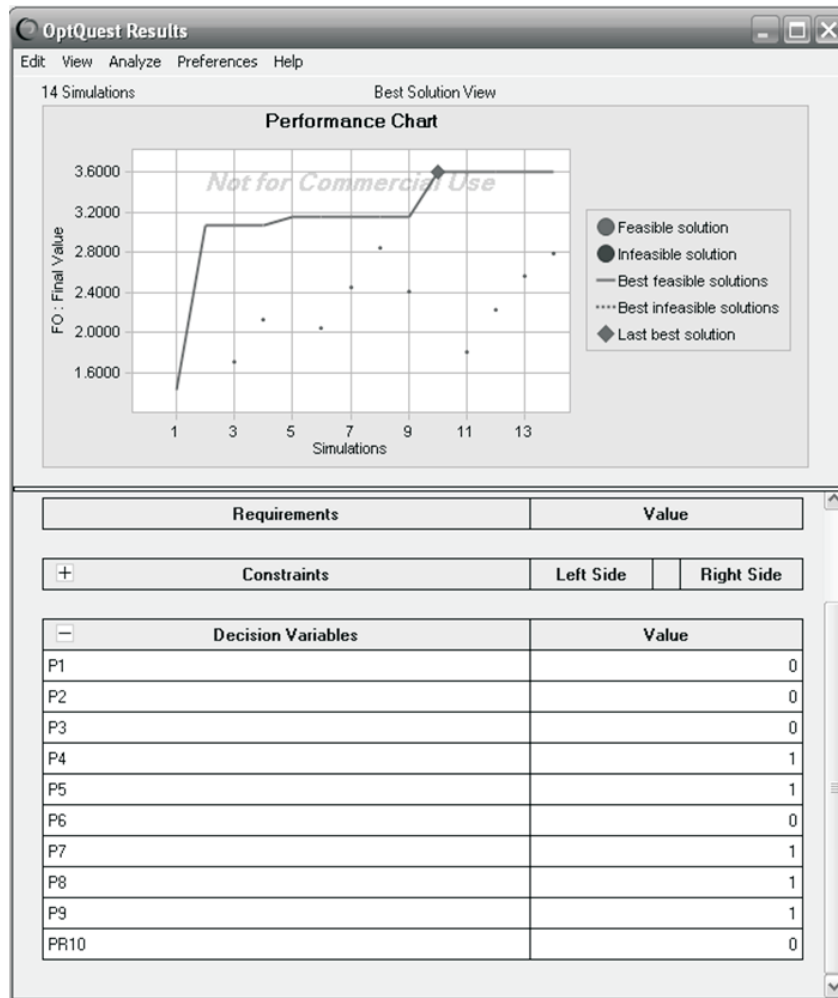 OptQuest Results
Edit View Analyze Preferences Help
14 Simulations Best Solution View
Performance Chart
Not for Commercial Use
3.6000
3.2000
2.8000
2.4000
2.0000
1.6000
FO : Final Value
1 3 5 7 9 11 13
Simulations
Feasible solution
Infeasible solution
Best feasible solutions
Best infeasible solutions
Last best solution
Requirements Value
+ Constraints Left Side Right Side
− Decision Variables Value
P1 0
P2 0
P3 0
P4 1
P5 1
P6 0
P7 1
P8 1
P9 1
PR10 0